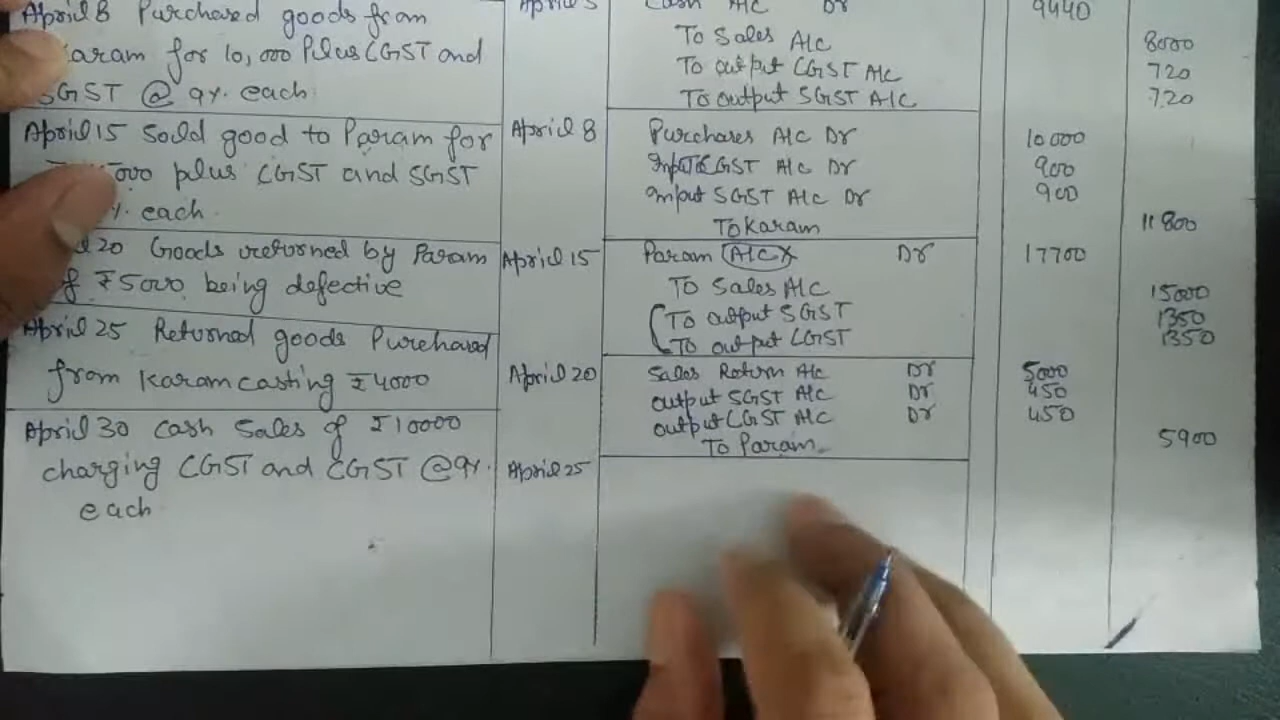 April 8 Purchased goods from
aram for 10,000 Plus CGST and
SGST @ 9%. each
April 15 Sold good to Param for
000 plus CGST and SGST
%. each.
20 Goods returned by Param
of ₹5000 being defective
April 25 Returned goods Purchased
from Karam casting ₹4000
April 30 Cash Sales of ₹10000
charging CGST and CGST @9%.
each
April 5
Cash A/C Dr 9440
To Sales A/C 8000
To output CGST A/C 720
To output SGST A/C 720
April 8 Purchases A/C Dr 10000
Input CGST A/C Dr 900
Input SGST A/C Dr 900
To Karam 11800
April 15 Param A/C x Dr 17700
To Sales A/C 15000
To output SGST 1350
To output CGST 1350
April 20 Sales Return A/C Dr 5000
output SGST A/C Dr 450
output CGST A/C Dr 450
To Param 5900
April 25